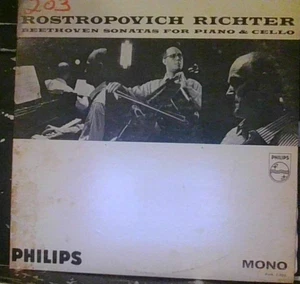 203
ROSTROPOVICH RICHTER
BEETHOVEN SONATAS FOR PIANO & CELLO
PHILIPS
PHILIPS
MONO